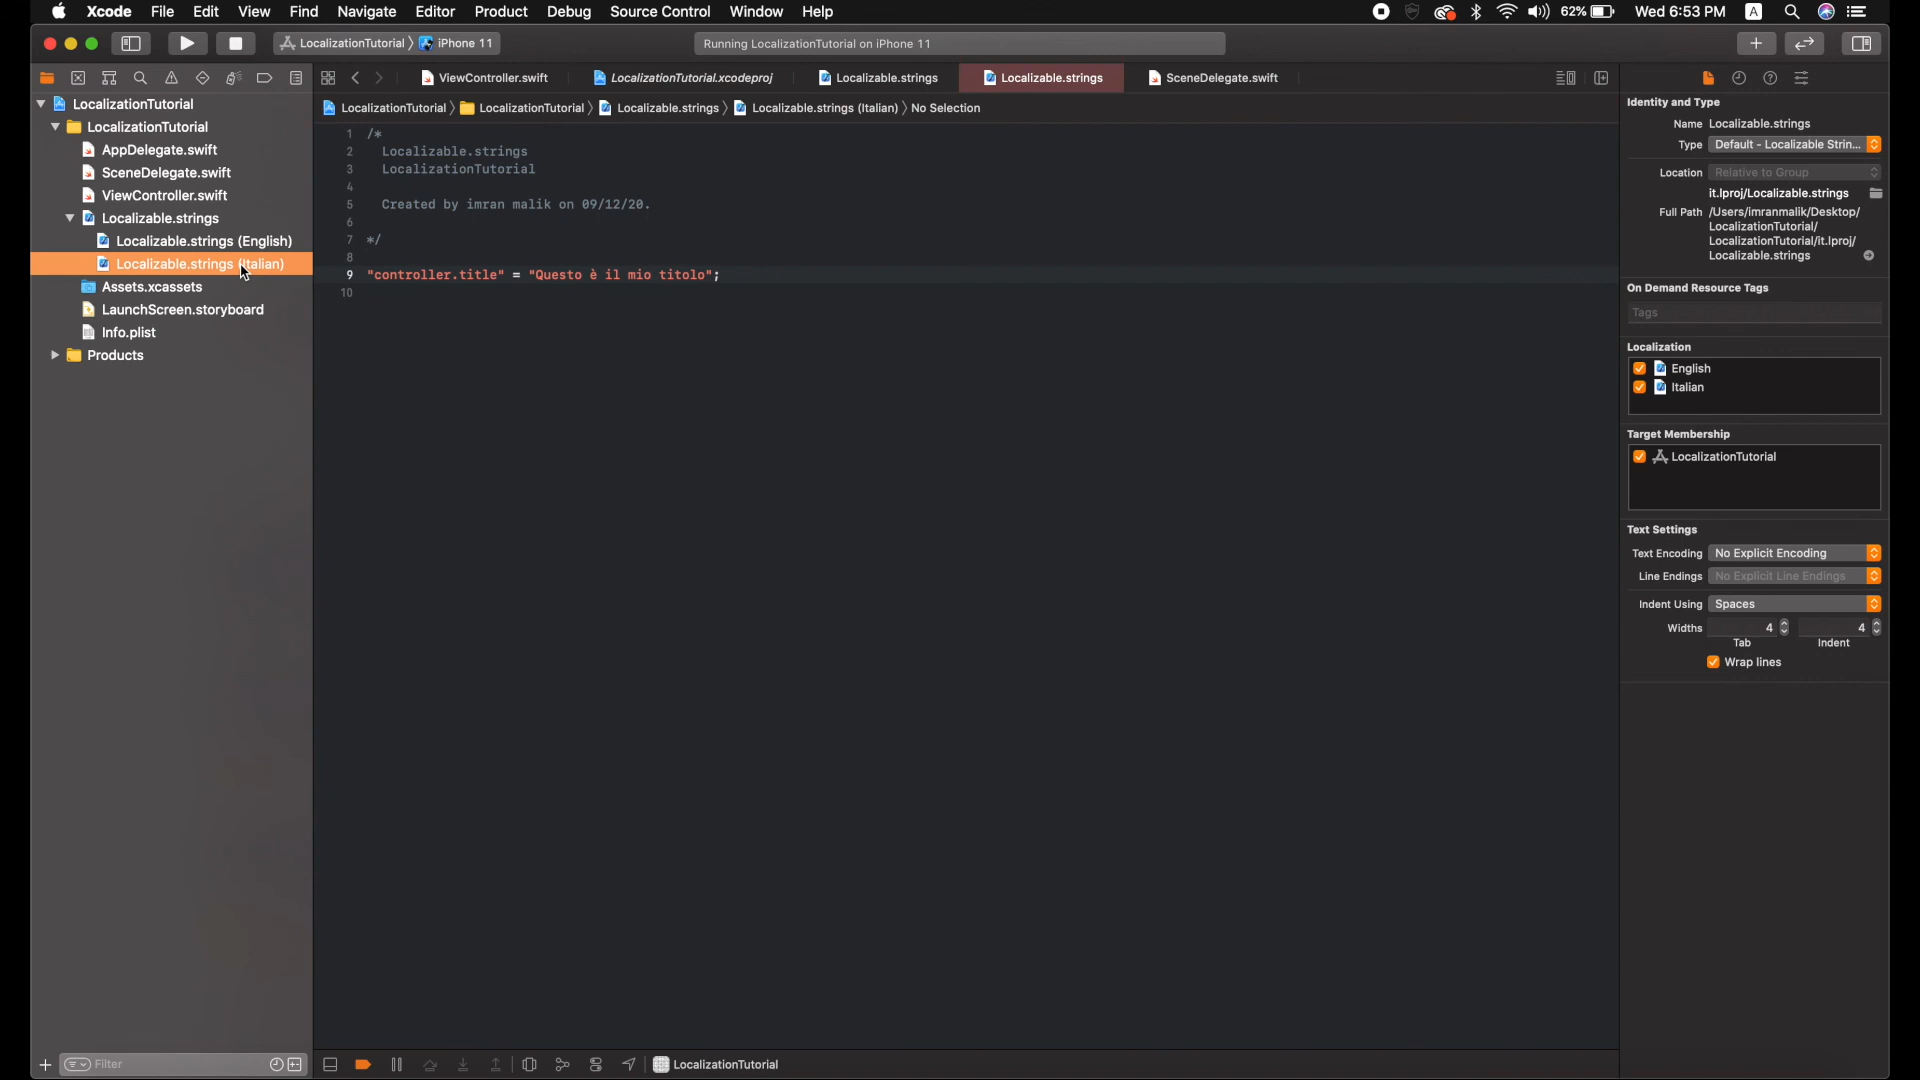 Xcode File Edit View Find Navigate Editor Product Debug Source Control Window Help 62% Wed 6:53 PM A
LocalizationTutorial 〉 iPhone 11 Running LocalizationTutorial on iPhone 11
ViewController.swift LocalizationTutorial.xcodeproj Localizable.strings Localizable.strings SceneDelegate.swift
LocalizationTutorial 〉 LocalizationTutorial 〉 Localizable.strings 〉 Localizable.strings (Italian) 〉 No Selection
LocalizationTutorial
LocalizationTutorial
AppDelegate.swift
SceneDelegate.swift
ViewController.swift
Localizable.strings
Localizable.strings (English)
Localizable.strings (Italian)
Assets.xcassets
LaunchScreen.storyboard
Info.plist
Products
Filter
1 /*
2 Localizable.strings
3 LocalizationTutorial
4
5 Created by imran malik on 09/12/20.
6
7 */
8
9 "controller.title" = "Questo è il mio titolo";
10
LocalizationTutorial
Identity and Type
Name Localizable.strings
Type Default - Localizable Strin...
Location Relative to Group
it.lproj/Localizable.strings
Full Path /Users/imranmalik/Desktop/
LocalizationTutorial/
LocalizationTutorial/it.lproj/
Localizable.strings
On Demand Resource Tags
Tags
Localization
English
Italian
Target Membership
LocalizationTutorial
Text Settings
Text Encoding No Explicit Encoding
Line Endings No Explicit Line Endings
Indent Using Spaces
Widths 4 4
Tab Indent
Wrap lines